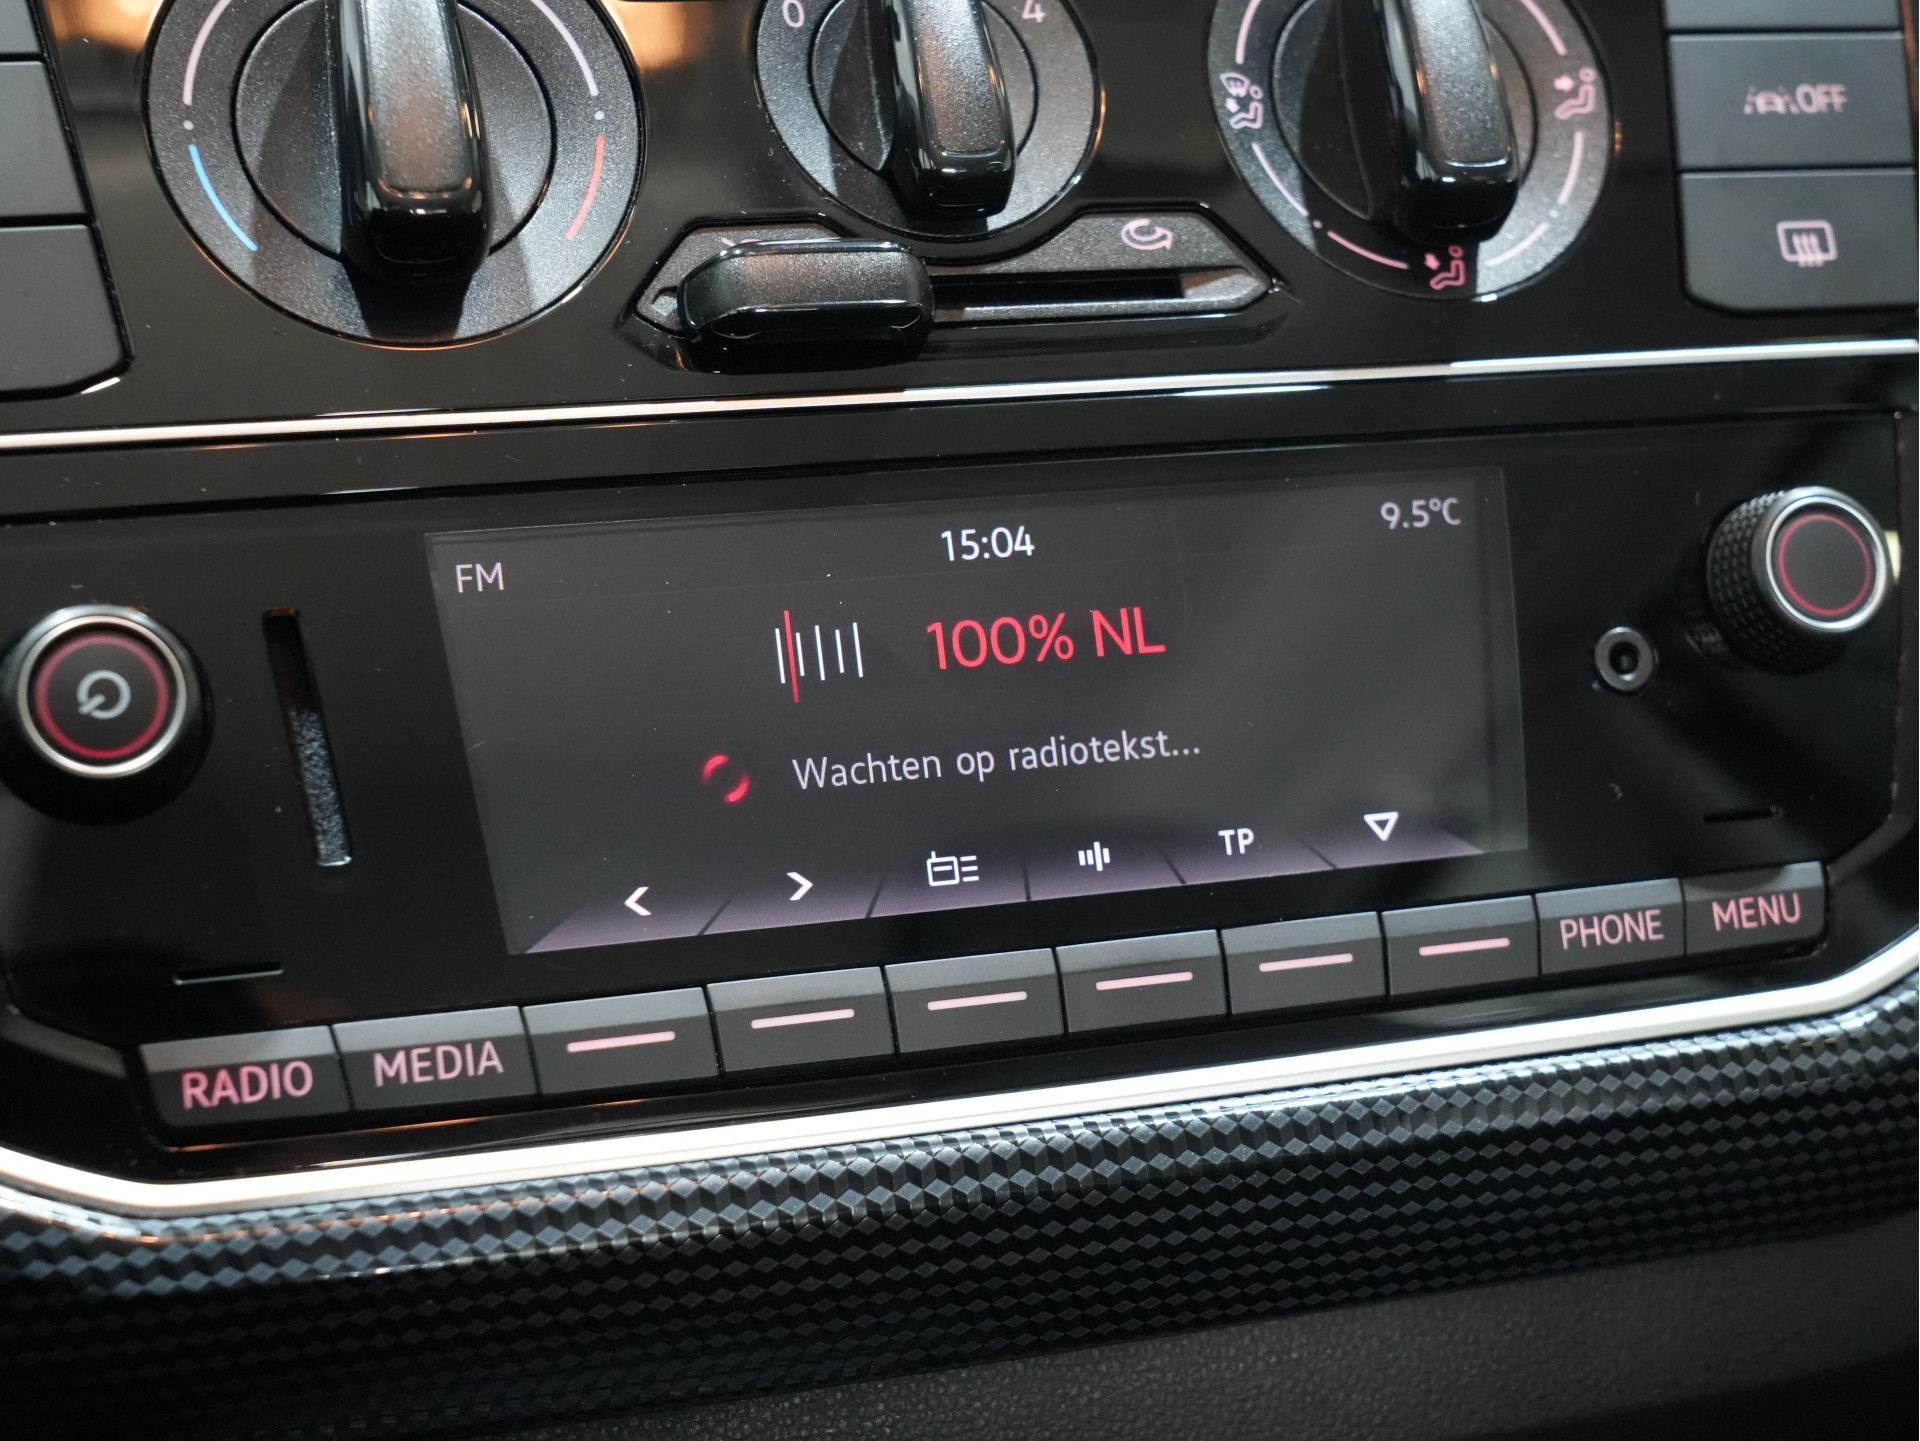 0 4
OFF
FM 15:04 9.5°C
100% NL
Wachten op radiotekst...
< > TP
RADIO MEDIA PHONE MENU